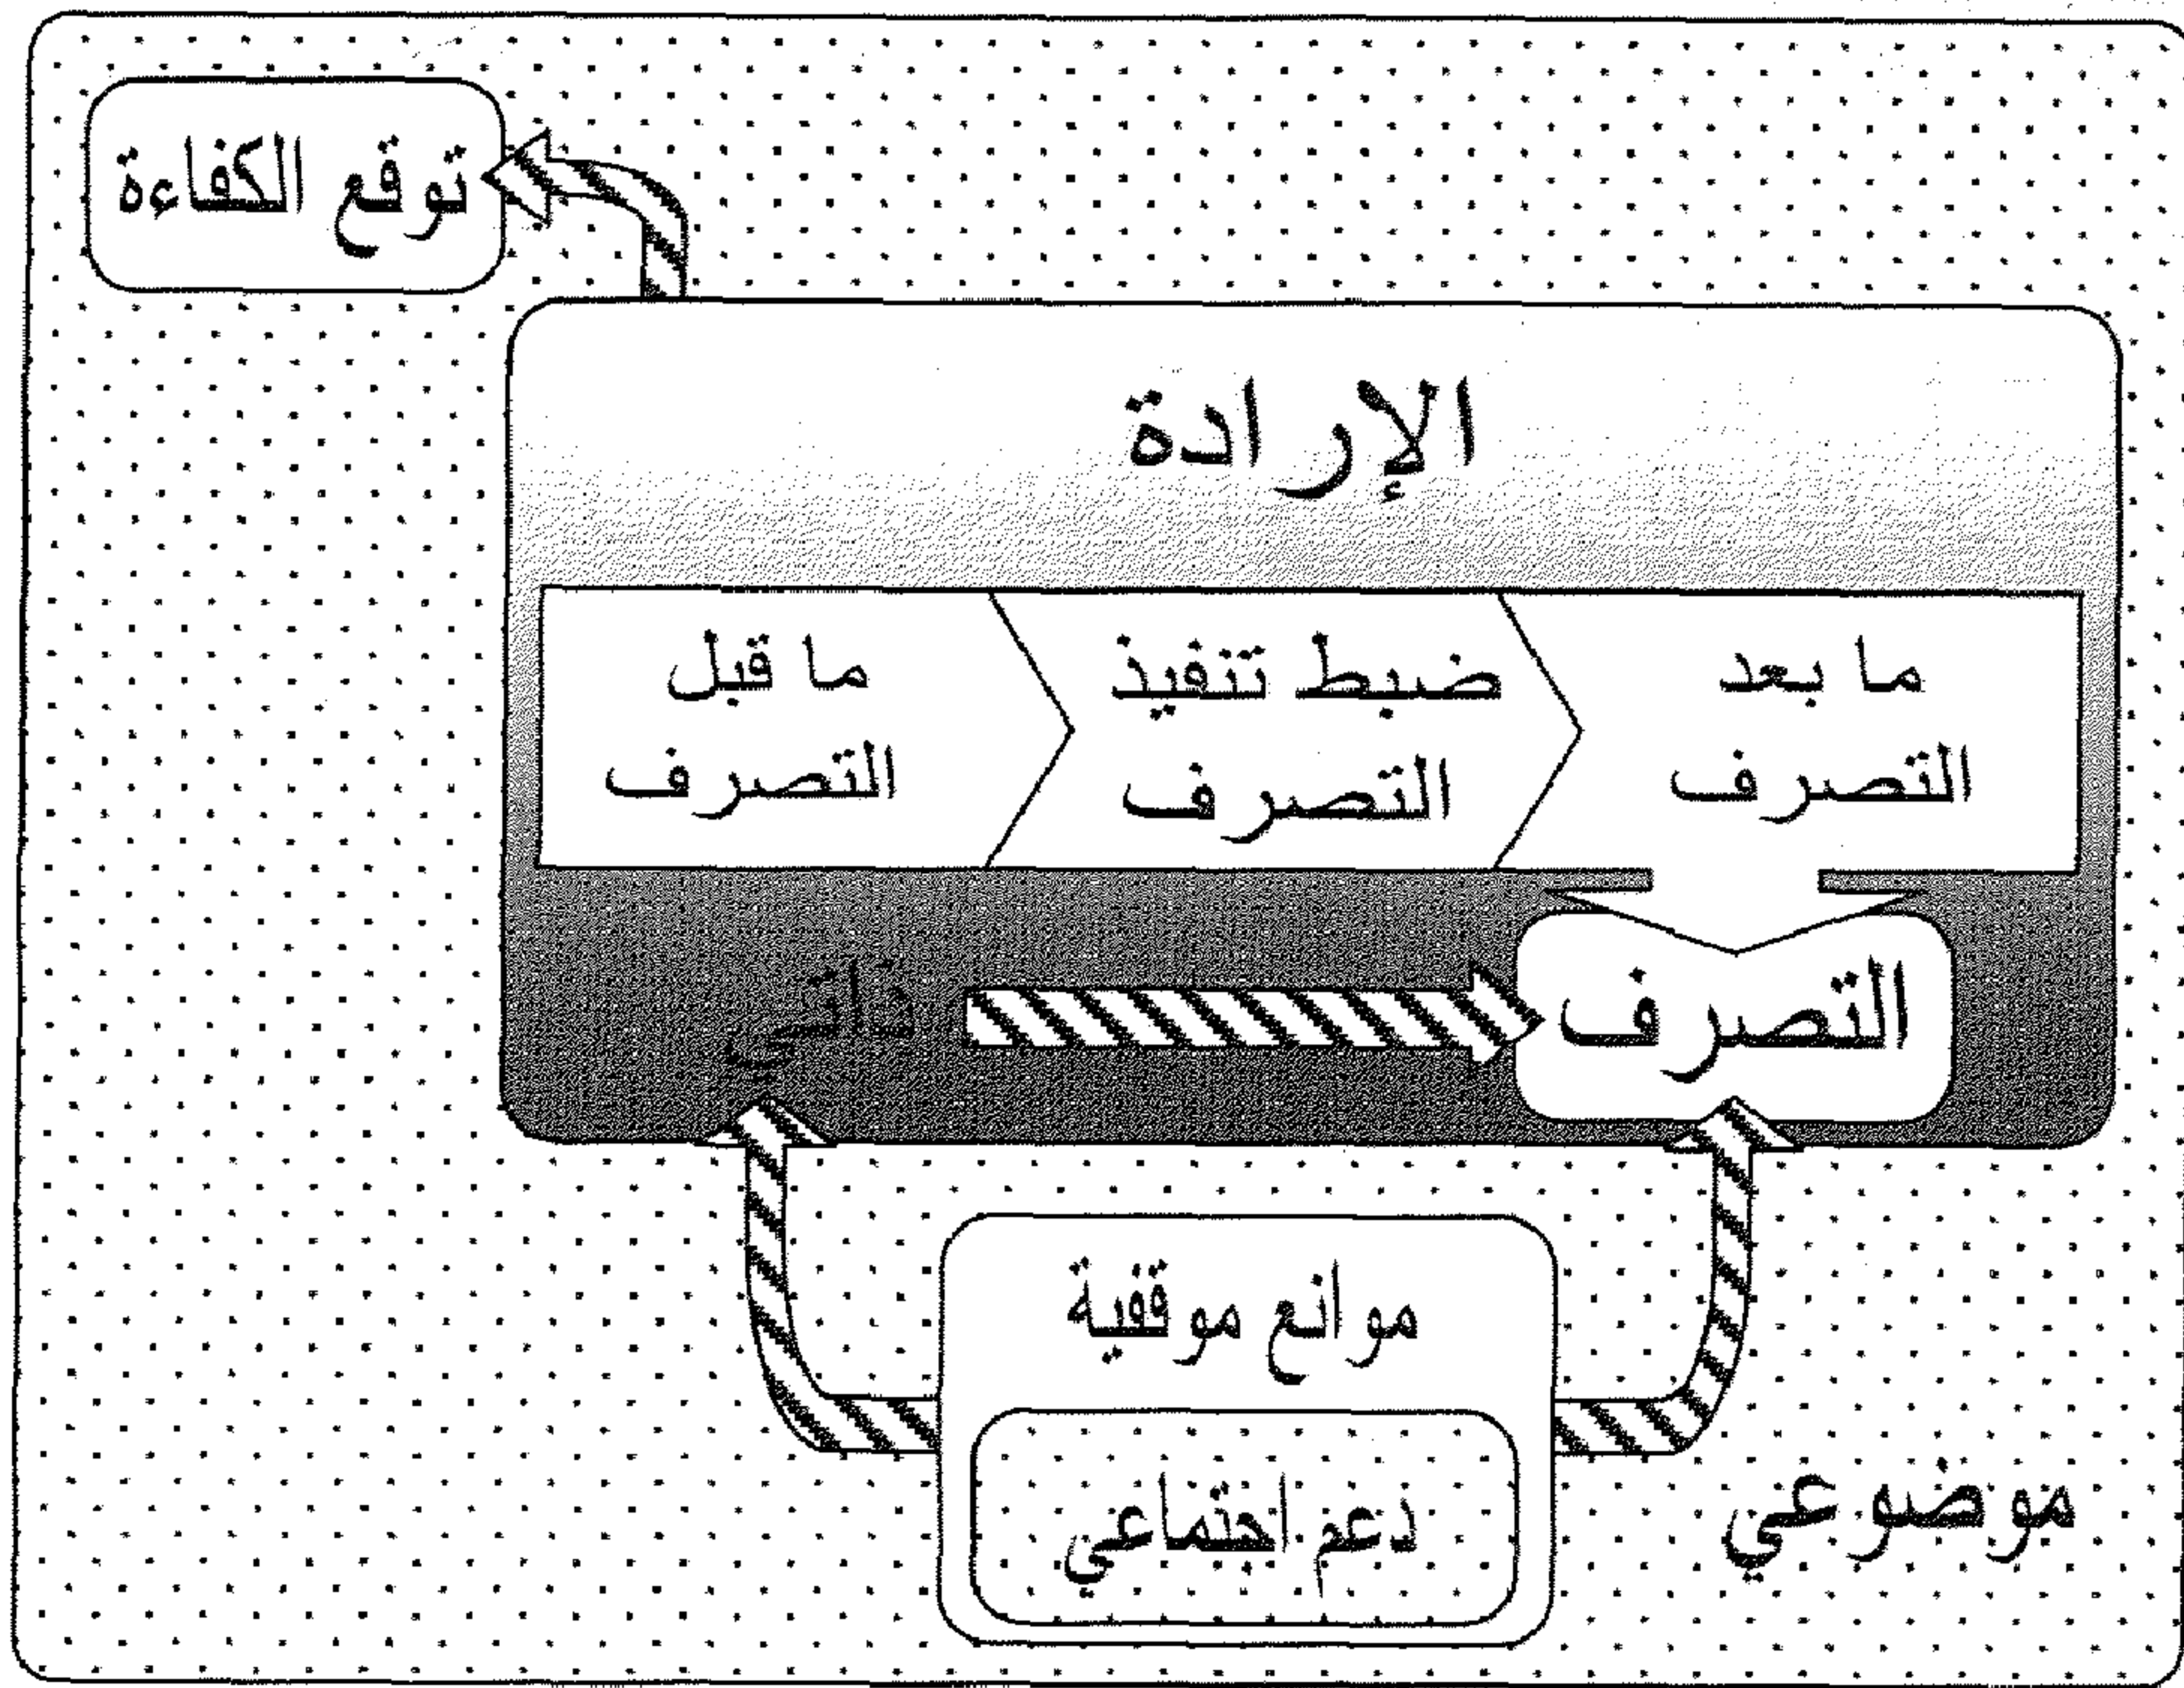 توقع الكفاءة
الإرادة
ما قبل
التصرف
ضبط تنفيذ
التصرف
ما بعد
التصرف
ذاتي
التصرف
موانع موقفية
دعم اجتماعي
موضوعي